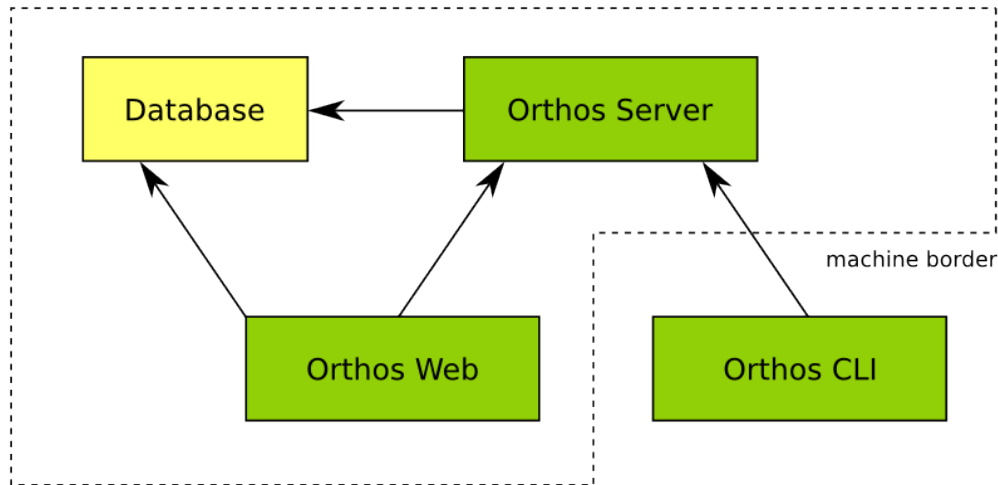 Database
Orthos Server
machine border
Orthos Web
Orthos CLI